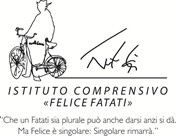 ISTITUTO COMPRENSIVO
«FELICE FATATI»
"Che un Fatati sia plurale può anche darsi anzi si dà.
Ma Felice è singolare: Singolare rimarrà."